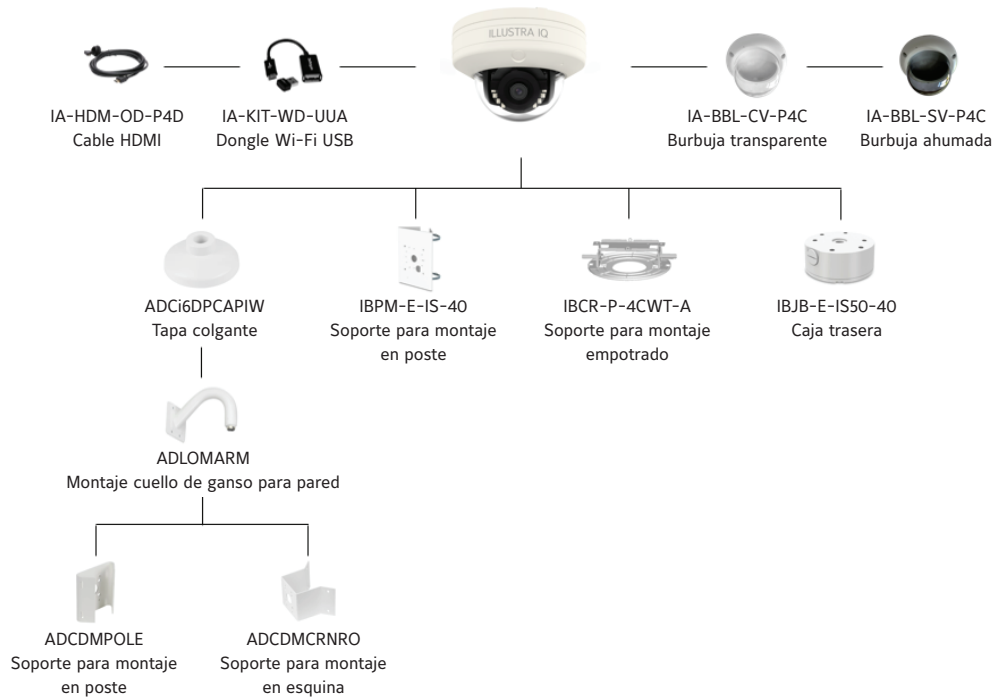 ILLUSTRA IQ
IA-HDM-OD-P4D
Cable HDMI
IA-KIT-WD-UUA
Dongle Wi-Fi USB
IA-BBL-CV-P4C
Burbuja transparente
IA-BBL-SV-P4C
Burbuja ahumada
ADCi6DPCAPIW
Tapa colgante
IBPM-E-IS-40
Soporte para montaje
en poste
IBCR-P-4CWT-A
Soporte para montaje
empotrado
IBJB-E-IS50-40
Caja trasera
ADLOMARM
Montaje cuello de ganso para pared
ADCDMPOLE
Soporte para montaje
en poste
ADCDMCRNRO
Soporte para montaje
en esquina